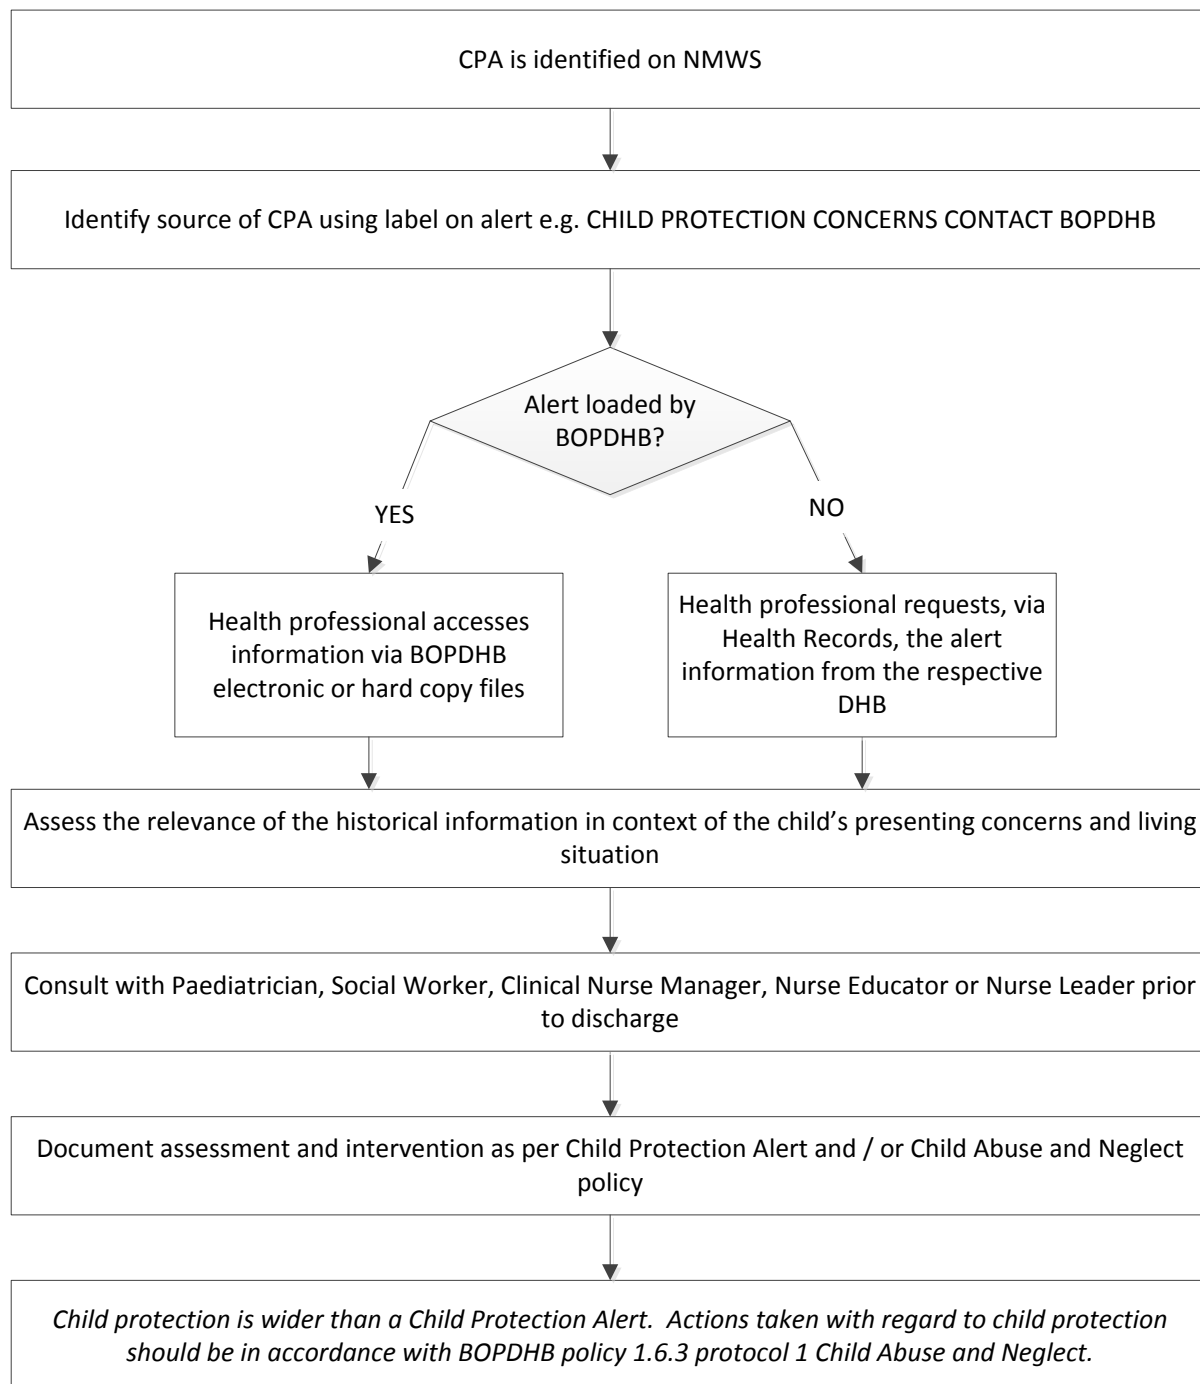 CPA is identified on NMWS
Identify source of CPA using label on alert e.g. CHILD PROTECTION CONCERNS CONTACT BOPDHB
Alert loaded by
BOPDHB?
YES
NO
Health professional accesses
information via BOPDHB
electronic or hard copy files
Health professional requests, via
Health Records, the alert
information from the respective
DHB
Assess the relevance of the historical information in context of the child’s presenting concerns and living
situation
Consult with Paediatrician, Social Worker, Clinical Nurse Manager, Nurse Educator or Nurse Leader prior
to discharge
Document assessment and intervention as per Child Protection Alert and / or Child Abuse and Neglect
policy
Child protection is wider than a Child Protection Alert.  Actions taken with regard to child protection
should be in accordance with BOPDHB policy 1.6.3 protocol 1 Child Abuse and Neglect.